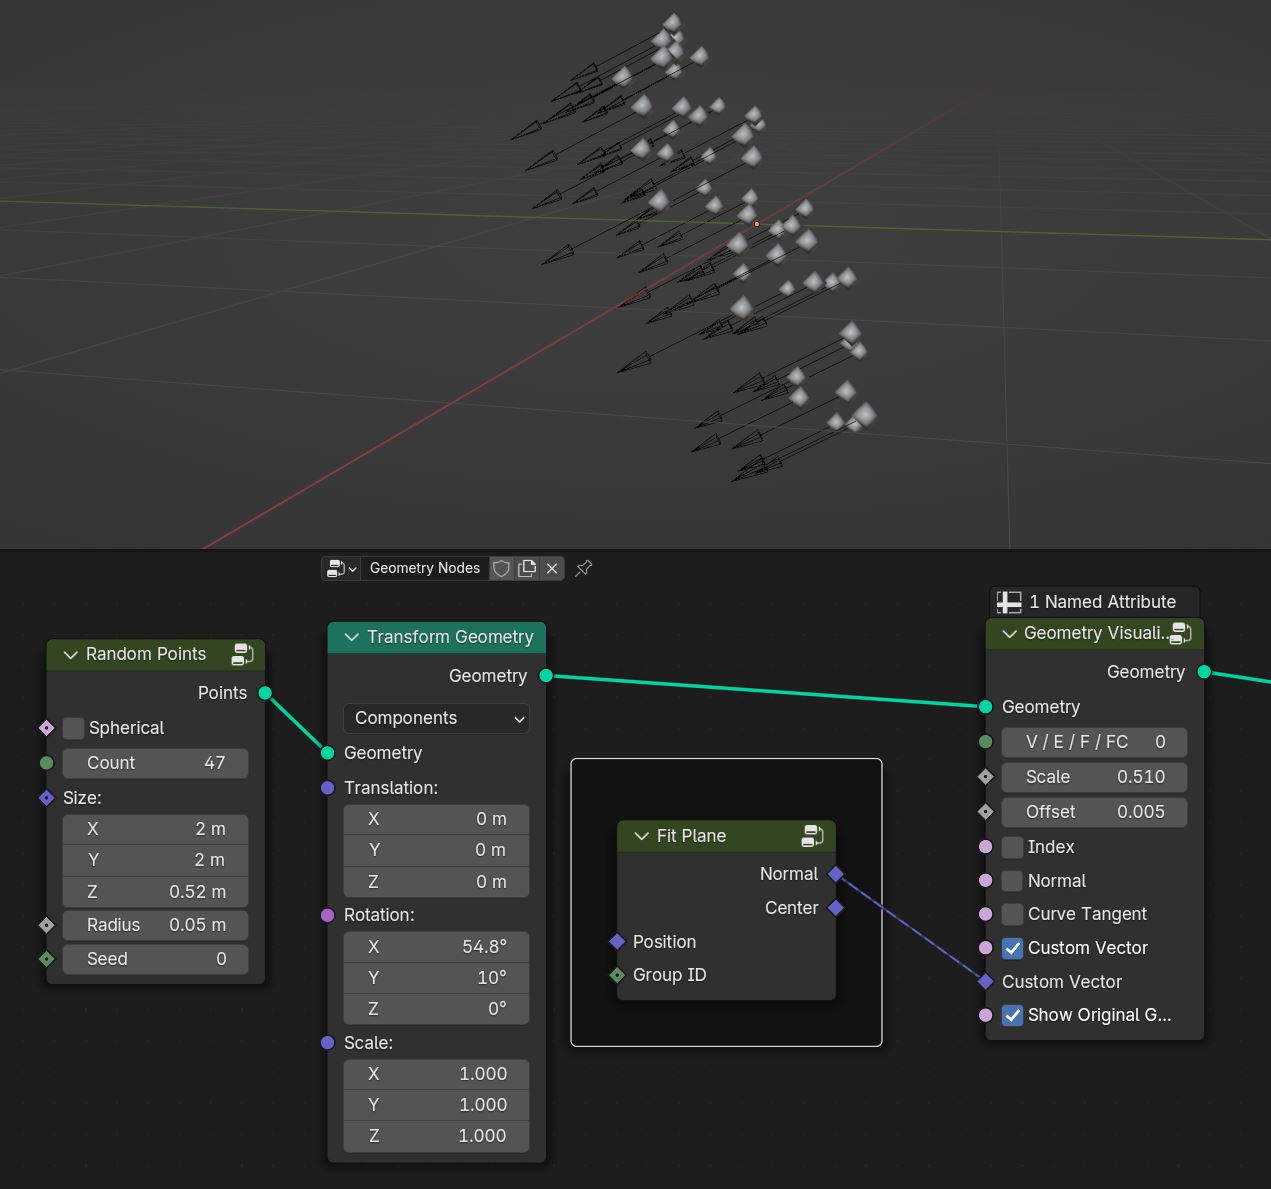 Geometry Nodes
1 Named Attribute
Random Points
Points
Spherical
Count 47
Size:
X 2 m
Y 2 m
Z 0.52 m
Radius 0.05 m
Seed 0
Transform Geometry
Geometry
Components
Geometry
Translation:
X 0 m
Y 0 m
Z 0 m
Rotation:
X 54.8°
Y 10°
Z 0°
Scale:
X 1.000
Y 1.000
Z 1.000
Fit Plane
Normal
Center
Position
Group ID
Geometry Visuali..
Geometry
Geometry
V / E / F / FC 0
Scale 0.510
Offset 0.005
Index
Normal
Curve Tangent
Custom Vector
Custom Vector
Show Original G...